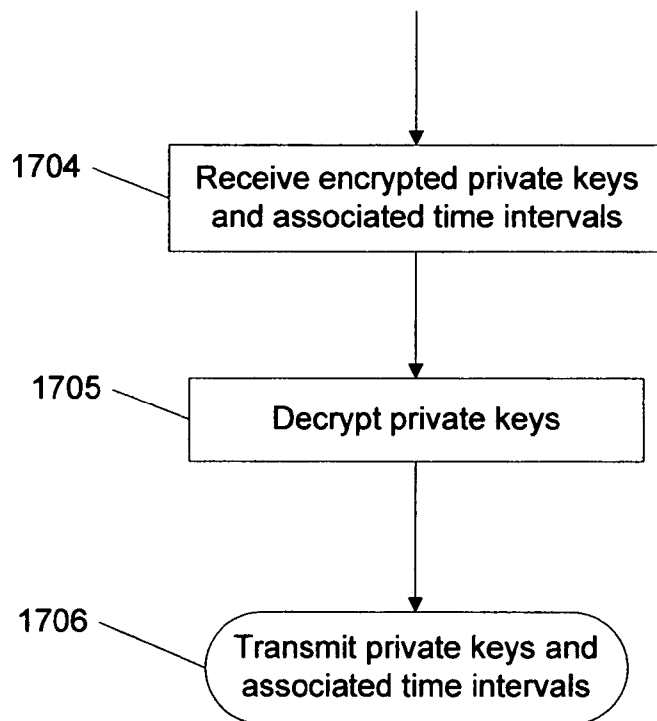 1704
Receive encrypted private keys
and associated time intervals
1705
Decrypt private keys
1706
Transmit private keys and
associated time intervals